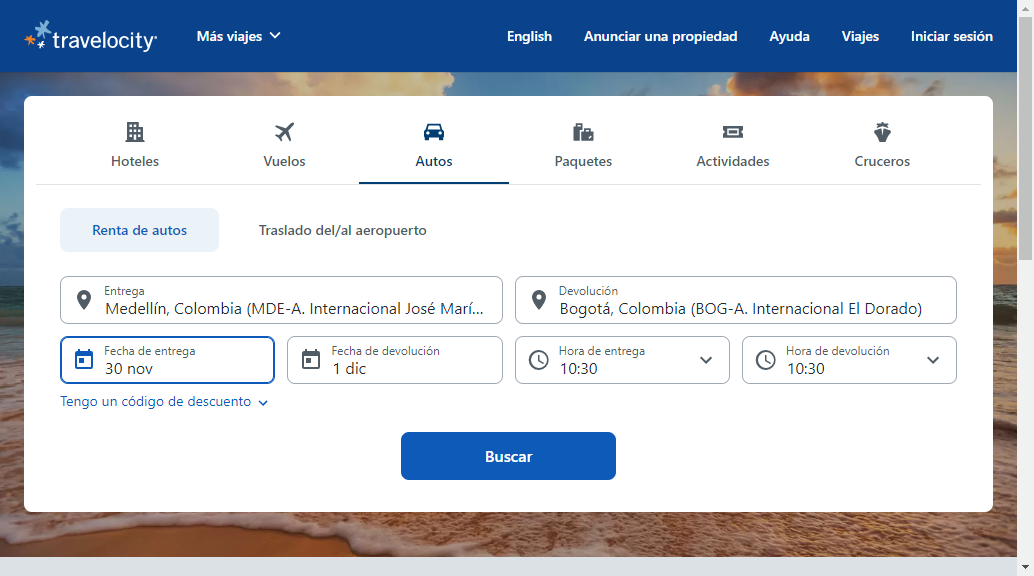 travelocity
Más viajes
English
Anunciar una propiedad
Ayuda
Viajes
Iniciar sesión
Hoteles
Vuelos
Autos
Paquetes
Actividades
Cruceros
Renta de autos
Traslado del/al aeropuerto
Entrega
Medellín, Colombia (MDE-A. Internacional José Marí...
Devolución
Bogotá, Colombia (BOG-A. Internacional El Dorado)
Fecha de entrega
30 nov
Fecha de devolución
1 dic
Hora de entrega
10:30
Hora de devolución
10:30
Tengo un código de descuento
Buscar